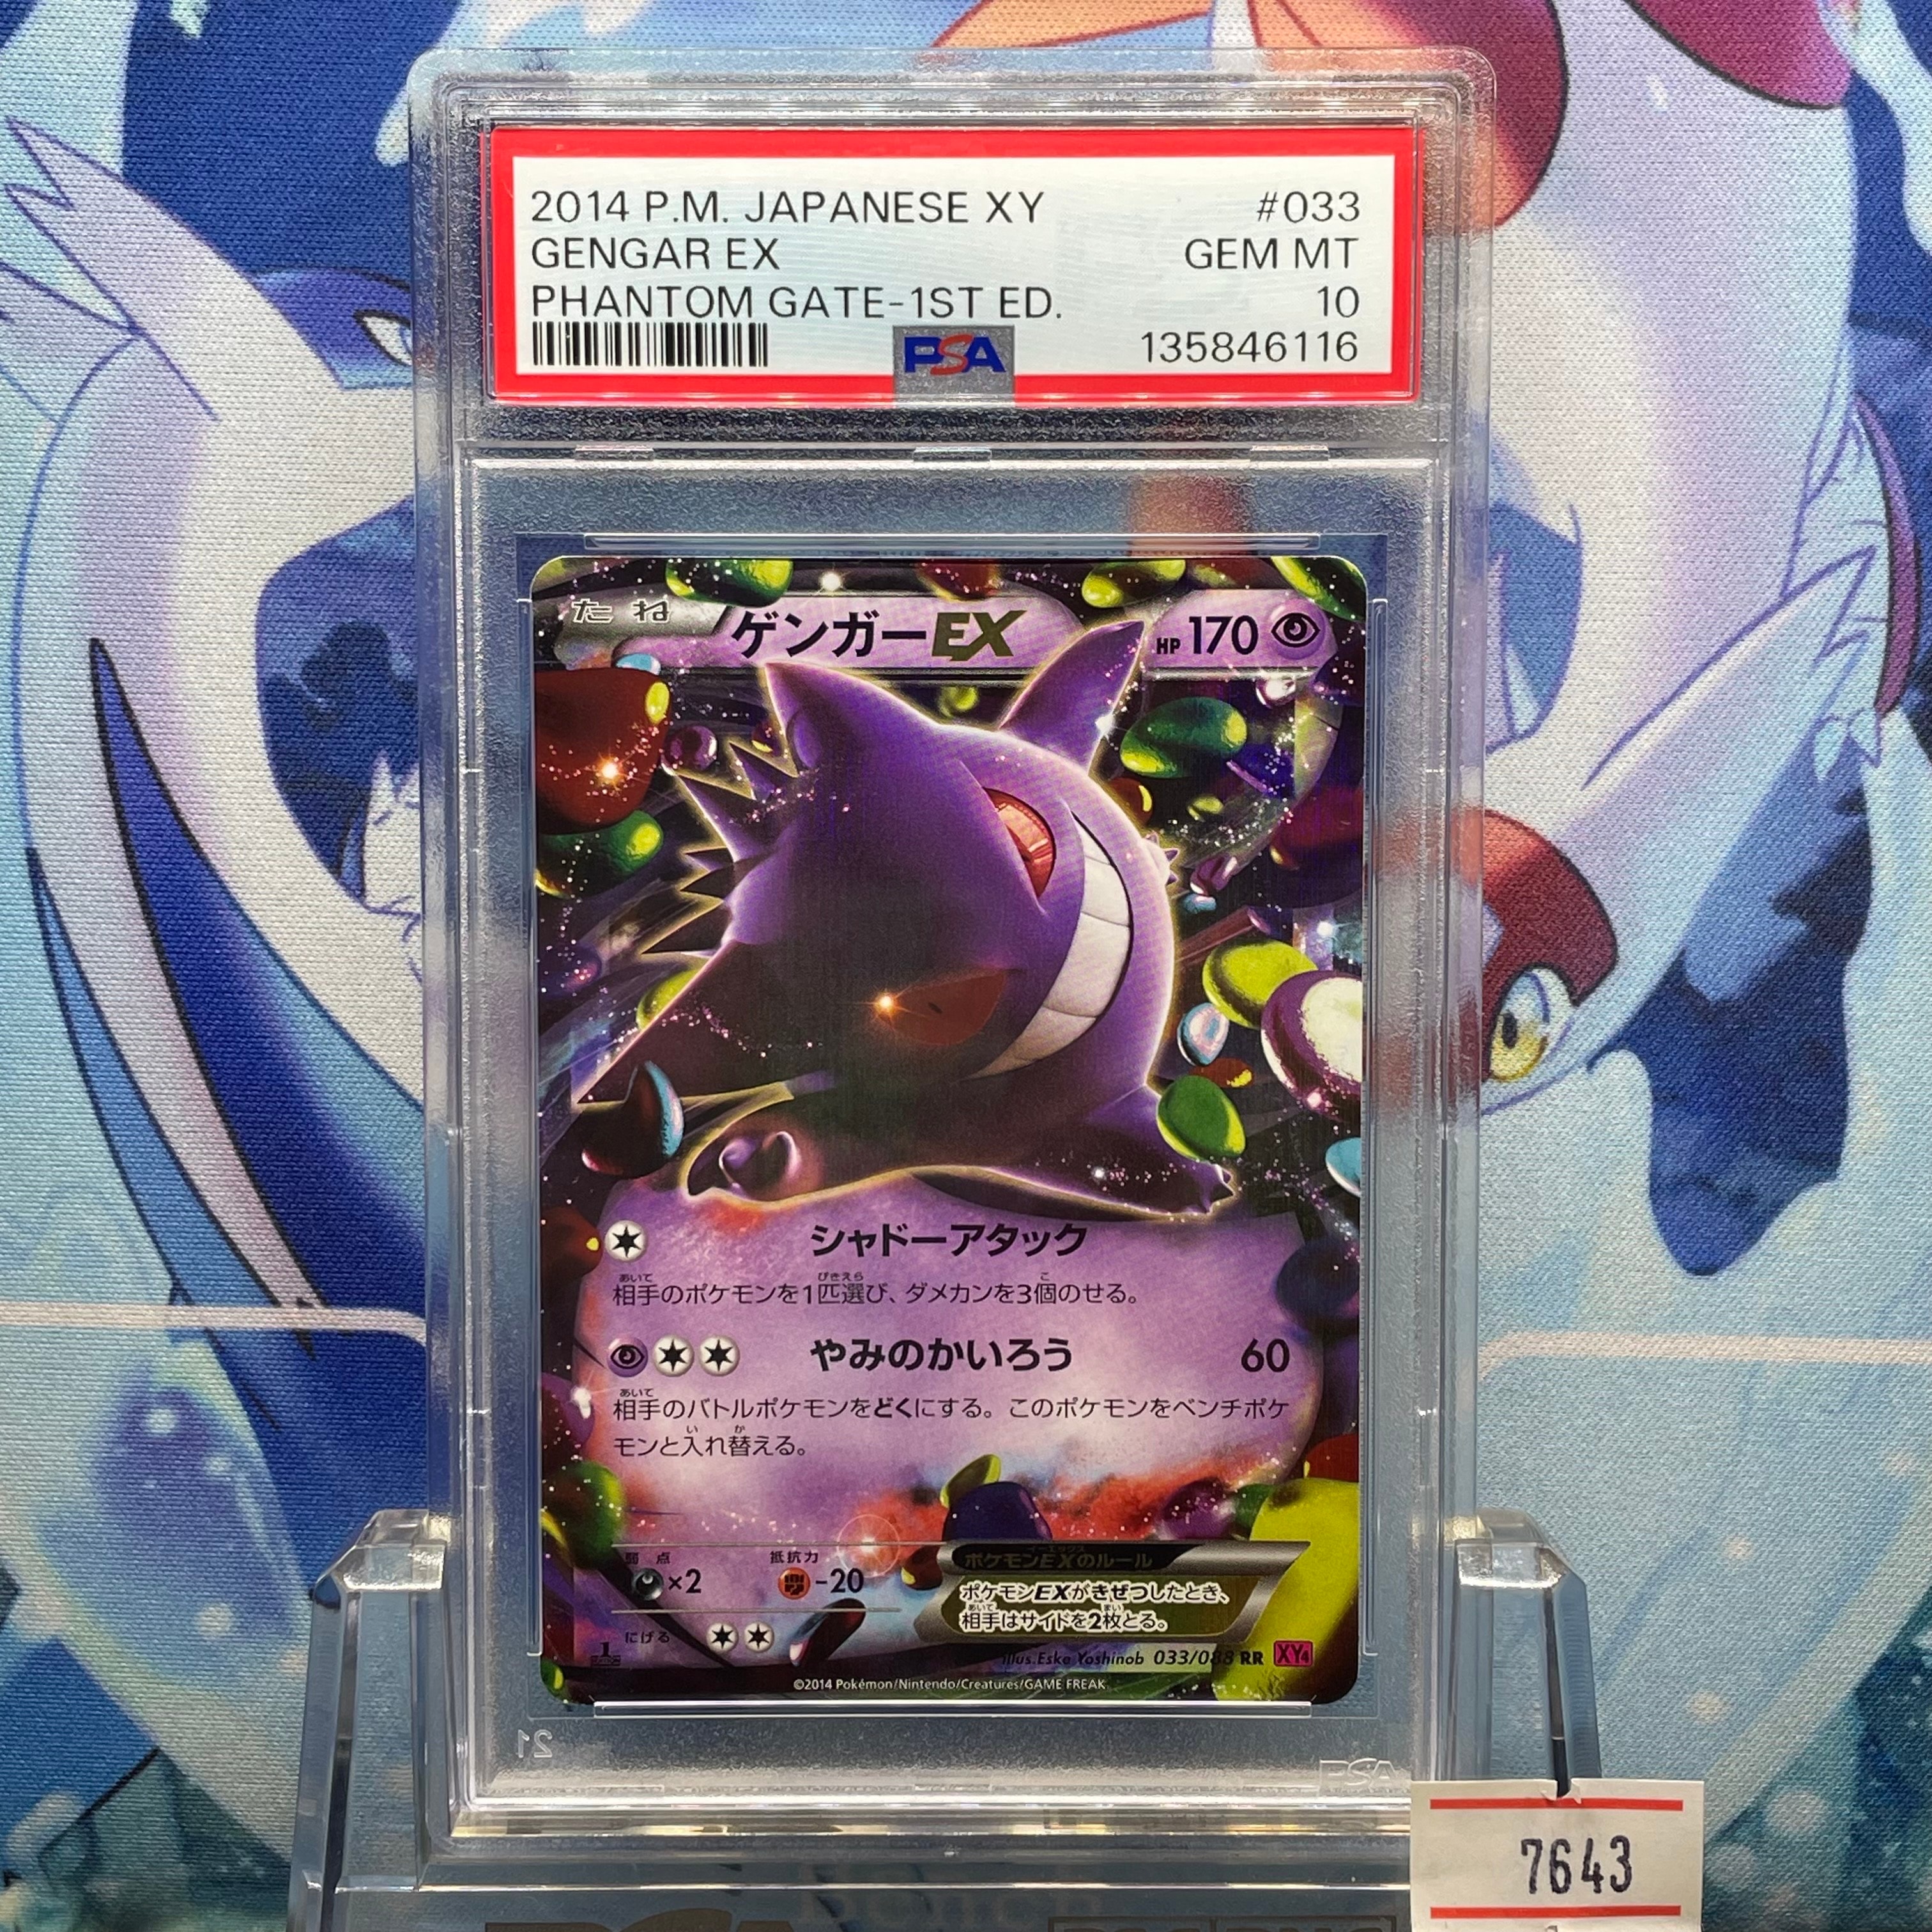 2014 P.M. JAPANESE XY #033
GENGAR EX GEM MT
PHANTOM GATE-1ST ED. 10
PSA 135846116
たね ゲンガーEX HP 170
シャドーアタック
相手のポケモンを1匹選び、ダメカンを3個のせる。
やみのかいろう 60
相手のバトルポケモンをどくにする。このポケモンをベンチポケ
モンと入れ替える。
弱点 抵抗力
×2 -20
ポケモンEXのルール
ポケモンEXがきぜつしたとき、
相手はサイドを2枚とる。
にげる
Illus.Eske Yoshinob 033/088 RR XY4
©2014 Pokémon/Nintendo/Creatures/GAME FREAK
21
PSA
7643